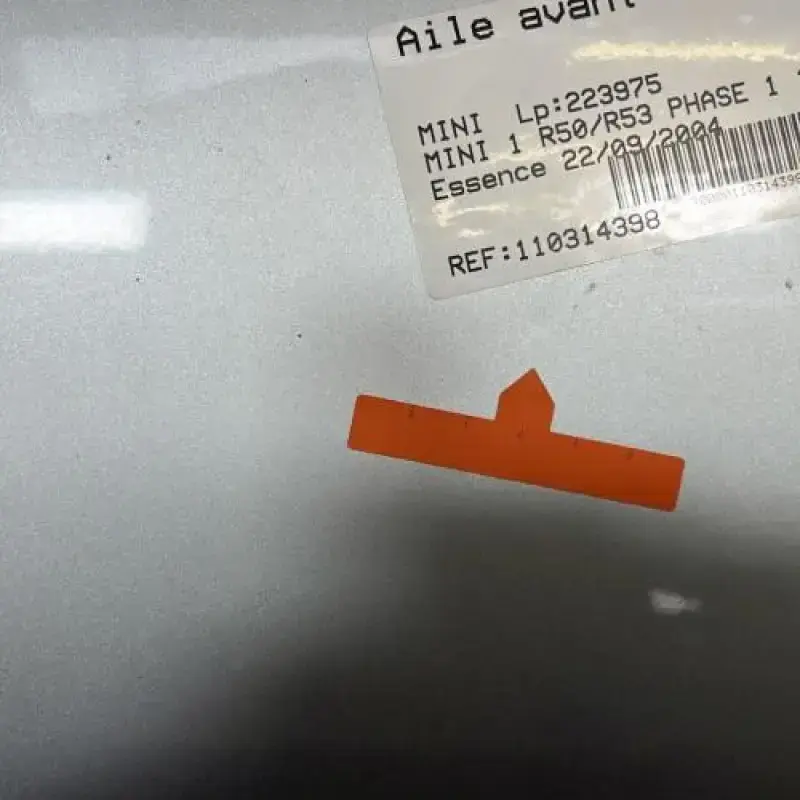 Aile avant
MINI Lp:223975
MINI 1 R50/R53 PHASE 1
Essence 22/09/2004
REF:110314398